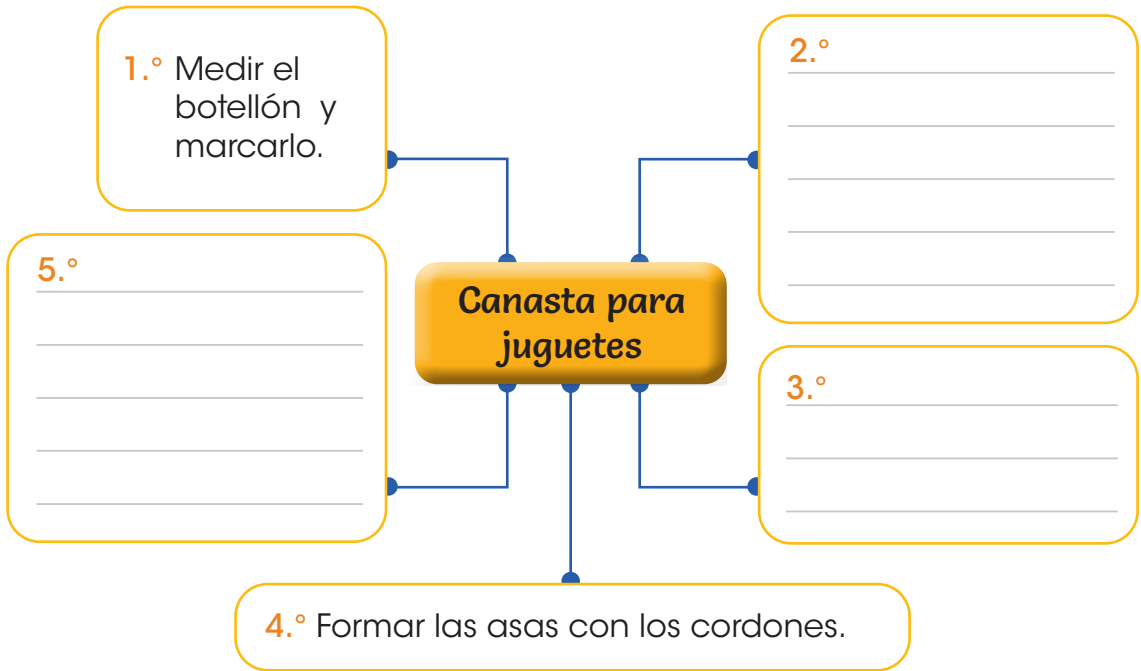 1.° Medir el
botellón y
marcarlo.
2.°
5.°
Canasta para
juguetes
3.°
4.° Formar las asas con los cordones.